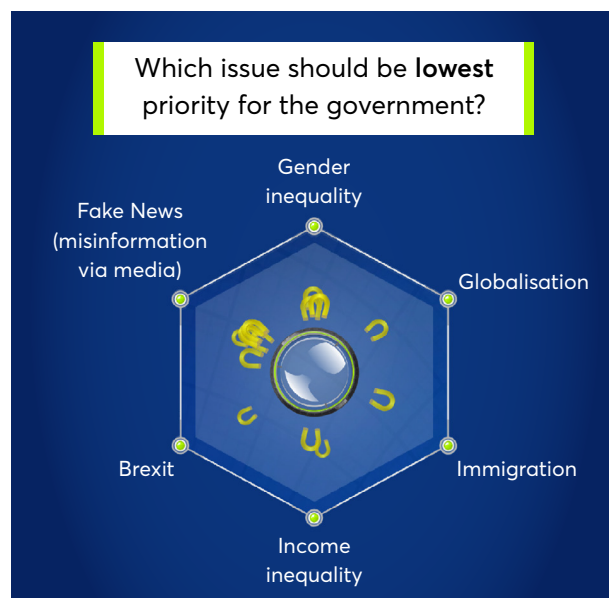 Which issue should be lowest
priority for the government?
Gender
inequality
Fake News
(misinformation
via media)
Globalisation
Brexit
Immigration
Income
inequality